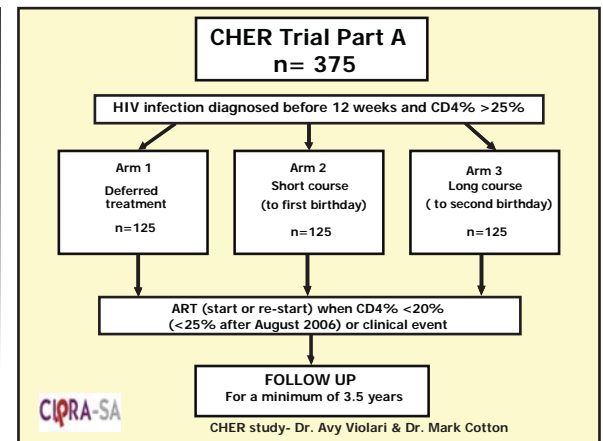 CHER Trial Part A
n= 375
HIV infection diagnosed before 12 weeks and CD4% >25%
Arm 1
Deferred
treatment
n=125
Arm 2
Short course
(to first birthday)
n=125
Arm 3
Long course
( to second birthday)
n=125
ART (start or re-start) when CD4% <20%
(<25% after August 2006) or clinical event
FOLLOW UP
For a minimum of 3.5 years
CIPRA-SA
CHER study- Dr. Avy Violari & Dr. Mark Cotton